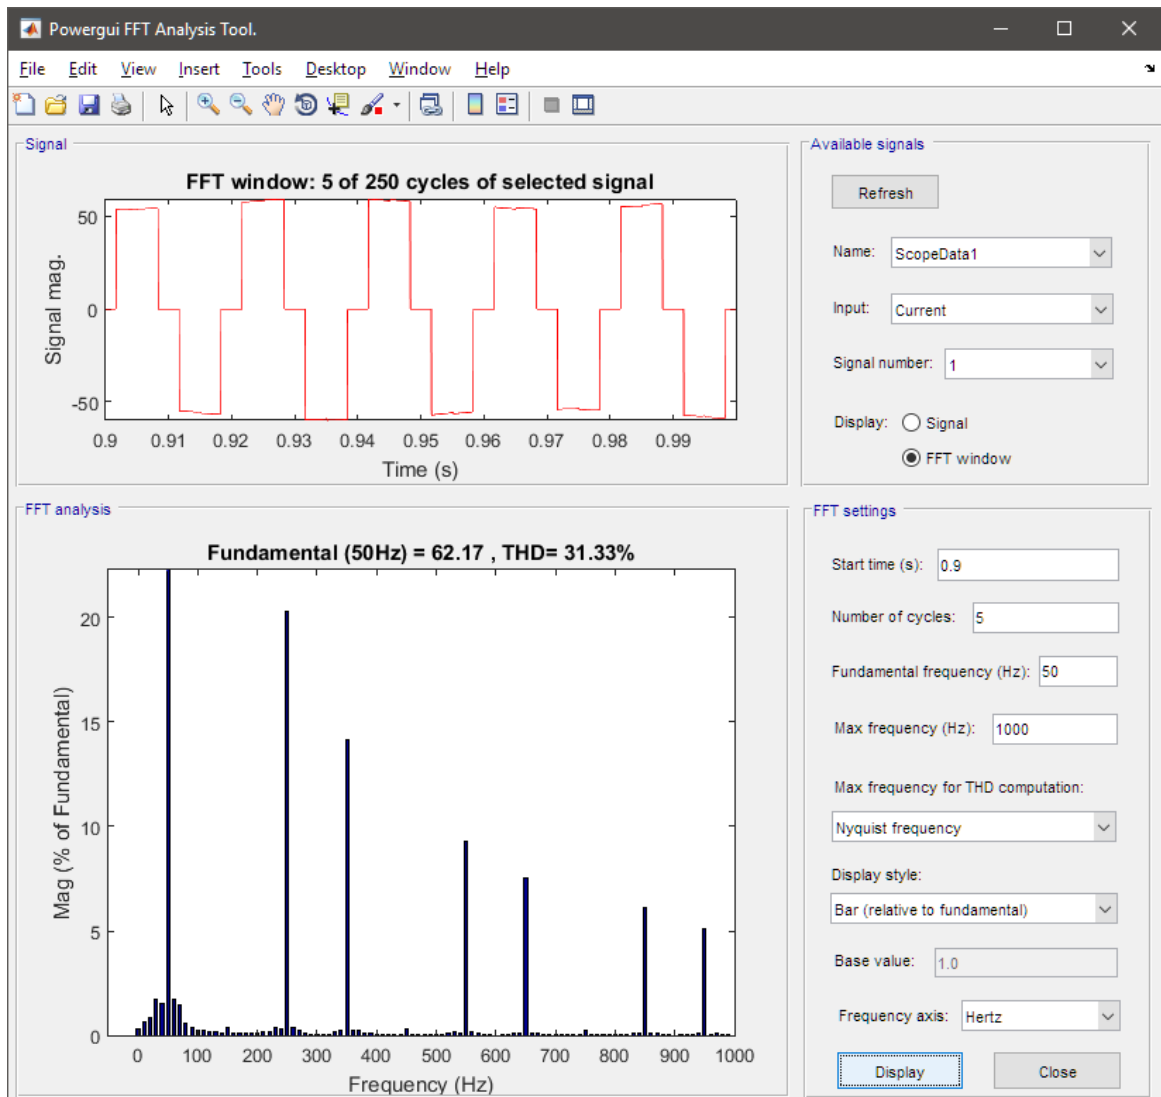 Powergui FFT Analysis Tool.
File Edit View Insert Tools Desktop Window Help
Signal
FFT window: 5 of 250 cycles of selected signal
Signal mag.
50
0
-50
0.9 0.91 0.92 0.93 0.94 0.95 0.96 0.97 0.98 0.99
Time (s)
Available signals
Refresh
Name: ScopeData1
Input: Current
Signal number: 1
Display: Signal
FFT window
FFT analysis
Fundamental (50Hz) = 62.17 , THD= 31.33%
Mag (% of Fundamental)
20
15
10
5
0
0 100 200 300 400 500 600 700 800 900 1000
Frequency (Hz)
FFT settings
Start time (s): 0.9
Number of cycles: 5
Fundamental frequency (Hz): 50
Max frequency (Hz): 1000
Max frequency for THD computation:
Nyquist frequency
Display style:
Bar (relative to fundamental)
Base value: 1.0
Frequency axis: Hertz
Display Close